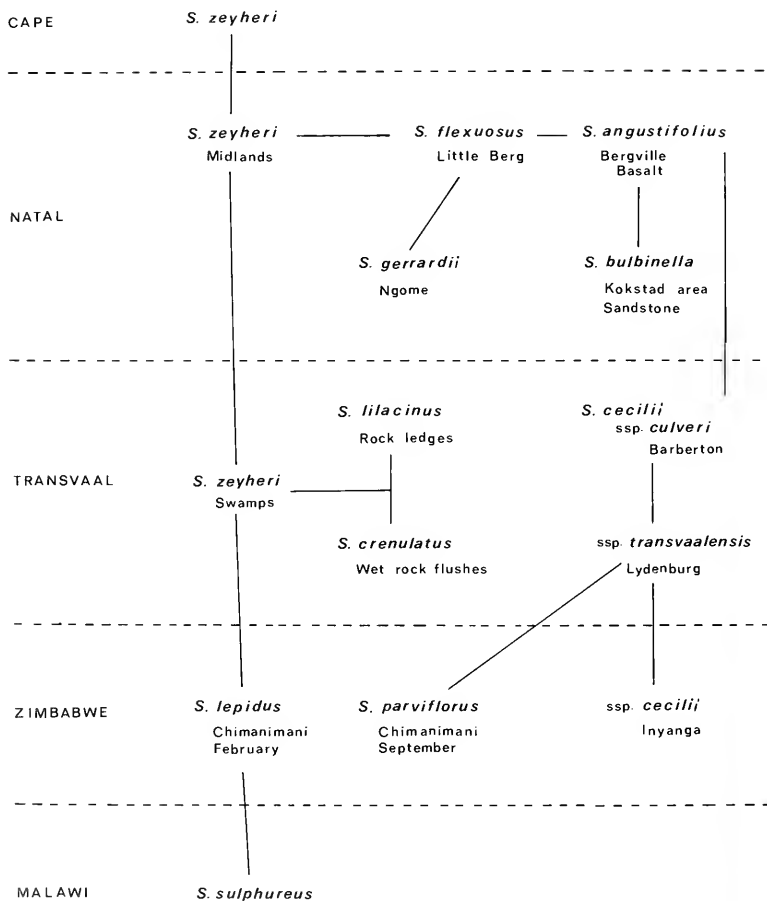 CAPE
S. zeyheri
NATAL
S. zeyheri
Midlands
S. flexuosus
Little Berg
S. angustifolius
Bergville
Basalt
S. gerrardii
Ngome
S. bulbinella
Kokstad area
Sandstone
TRANSVAAL
S. lilacinus
Rock ledges
S. cecilii
ssp. culveri
Barberton
S. zeyheri
Swamps
S. crenulatus
Wet rock flushes
ssp. transvaalensis
Lydenburg
ZIMBABWE
S. lepidus
Chimanimani
February
S. parviflorus
Chimanimani
September
ssp. cecilii
Inyanga
MALAWI
S. sulphureus